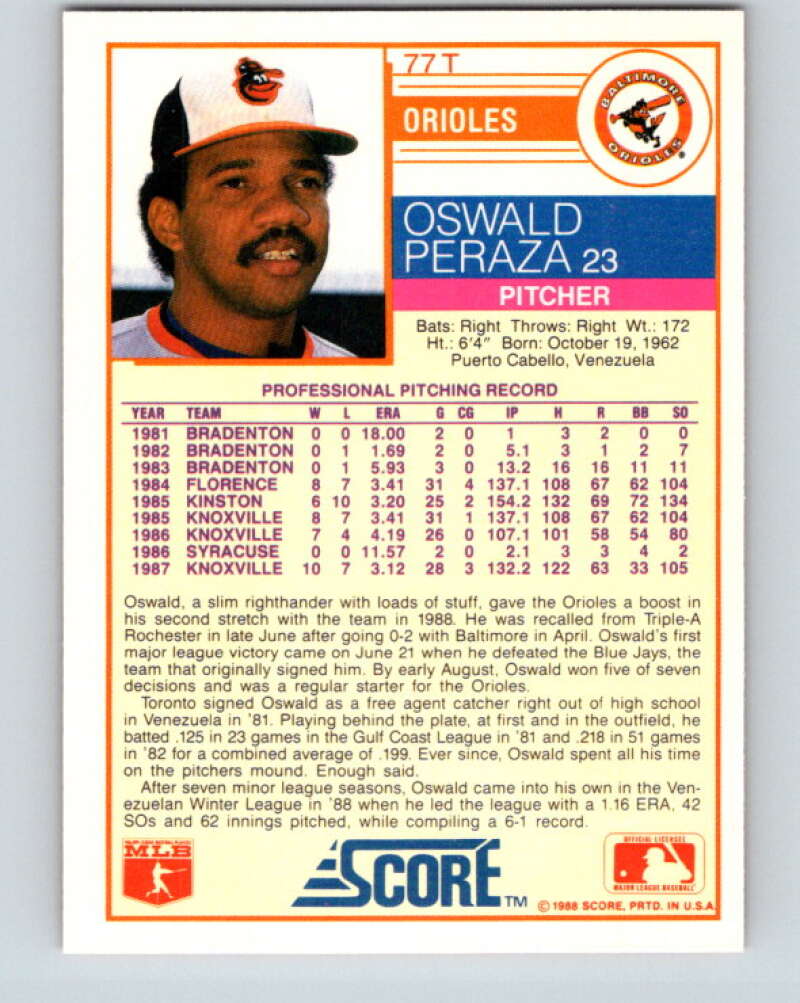 77T
ORIOLES
BALTIMORE
ORIOLES®
OSWALD
PERAZA 23
PITCHER
Bats: Right Throws: Right Wt.: 172
Ht.: 6'4" Born: October 19, 1962
Puerto Cabello, Venezuela
PROFESSIONAL PITCHING RECORD
YEAR TEAM W L ERA G CG IP H R BB SO
1981 BRADENTON 0 0 18.00 2 0 1 3 2 0 0
1982 BRADENTON 0 1 1.69 2 0 5.1 3 1 2 7
1983 BRADENTON 0 1 5.93 3 0 13.2 16 16 11 11
1984 FLORENCE 8 7 3.41 31 4 137.1 108 67 62 104
1985 KINSTON 6 10 3.20 25 2 154.2 132 69 72 134
1985 KNOXVILLE 8 7 3.41 31 1 137.1 108 67 62 104
1986 KNOXVILLE 7 4 4.19 26 0 107.1 101 58 54 80
1986 SYRACUSE 0 0 11.57 2 0 2.1 3 3 4 2
1987 KNOXVILLE 10 7 3.12 28 3 132.2 122 63 33 105
Oswald, a slim righthander with loads of stuff, gave the Orioles a boost in
his second stretch with the team in 1988. He was recalled from Triple-A
Rochester in late June after going 0-2 with Baltimore in April. Oswald's first
major league victory came on June 21 when he defeated the Blue Jays, the
team that originally signed him. By early August, Oswald won five of seven
decisions and was a regular starter for the Orioles.
Toronto signed Oswald as a free agent catcher right out of high school
in Venezuela in '81. Playing behind the plate, at first and in the outfield, he
batted .125 in 23 games in the Gulf Coast League in '81 and .218 in 51 games
in '82 for a combined average of .199. Ever since, Oswald spent all his time
on the pitchers mound. Enough said.
After seven minor league seasons, Oswald came into his own in the Ven-
ezuelan Winter League in '88 when he led the league with a 1.16 ERA, 42
SOs and 62 innings pitched, while compiling a 6-1 record.
MLB
SCORE™
OFFICIAL LICENSEE
MAJOR LEAGUE BASEBALL
©1988 SCORE, PRTD. IN U.S.A.